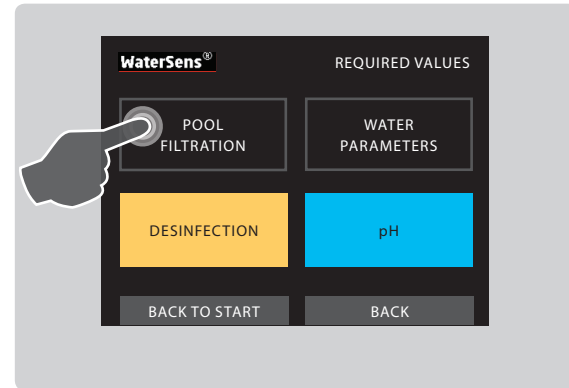 WaterSens®
REQUIRED VALUES
POOL
FILTRATION
WATER
PARAMETERS
DESINFECTION
pH
BACK TO START
BACK